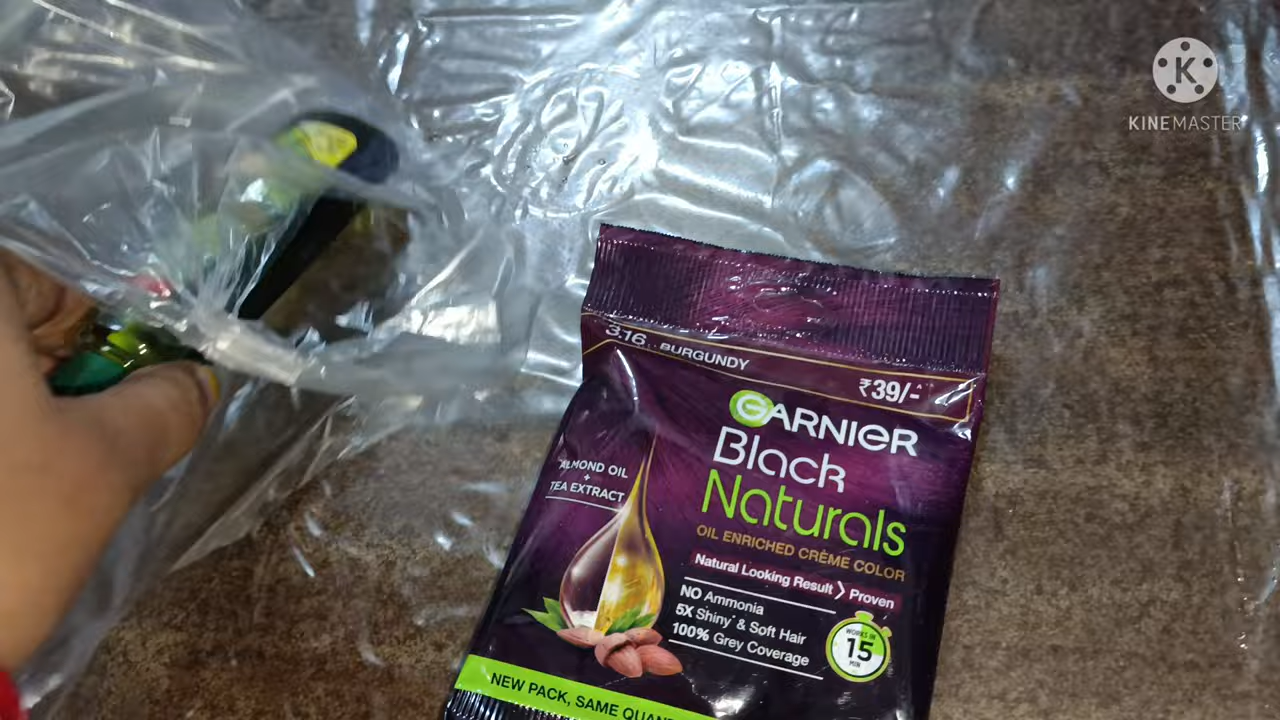 K
KINEMASTER
3.16 BURGUNDY
₹39/-
GARNIER
Black
Naturals
ALMOND OIL
+
TEA EXTRACT
OIL ENRICHED CRÈME COLOR
Natural Looking Result > Proven
NO Ammonia
5X Shiny* & Soft Hair
100% Grey Coverage
WORKS IN
15
MIN
NEW PACK, SAME